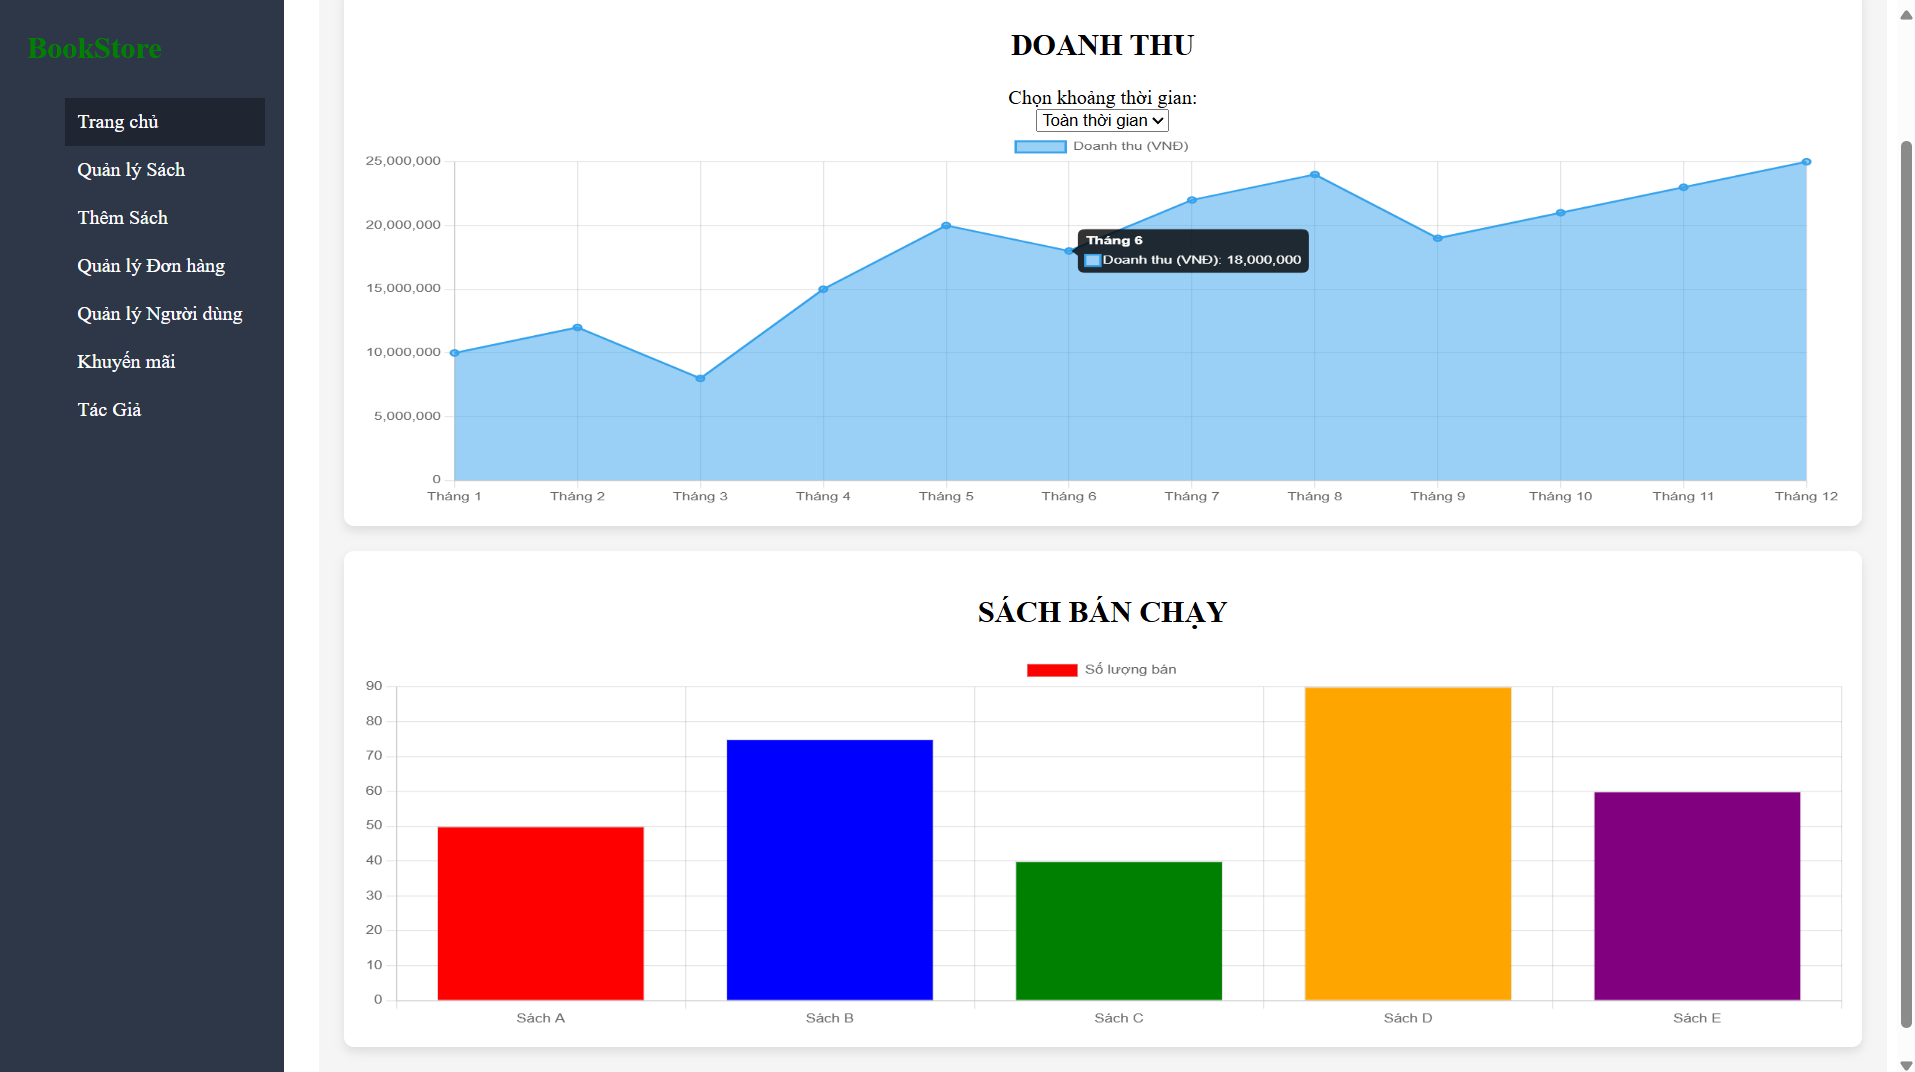 BookStore
Trang chủ
Quản lý Sách
Thêm Sách
Quản lý Đơn hàng
Quản lý Người dùng
Khuyến mãi
Tác Giả
DOANH THU
Chọn khoảng thời gian:
Toàn thời gian
Doanh thu (VNĐ)
25,000,000
20,000,000
15,000,000
10,000,000
5,000,000
0
Tháng 6
Doanh thu (VNĐ): 18,000,000
Tháng 1 Tháng 2 Tháng 3 Tháng 4 Tháng 5 Tháng 6 Tháng 7 Tháng 8 Tháng 9 Tháng 10 Tháng 11 Tháng 12
SÁCH BÁN CHẠY
Số lượng bán
90
80
70
60
50
40
30
20
10
0
Sách A Sách B Sách C Sách D Sách E